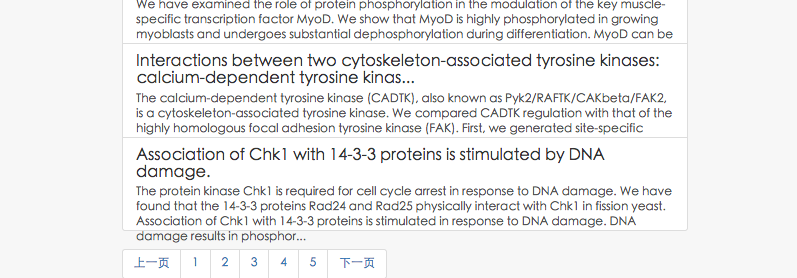 We have examined the role of protein phosphorylation in the modulation of the key muscle-
specific transcription factor MyoD. We show that MyoD is highly phosphorylated in growing
myoblasts and undergoes substantial dephosphorylation during differentiation. MyoD can be
Interactions between two cytoskeleton-associated tyrosine kinases:
calcium-dependent tyrosine kinas...
The calcium-dependent tyrosine kinase (CADTK), also known as Pyk2/RAFTK/CAKbeta/FAK2,
is a cytoskeleton-associated tyrosine kinase. We compared CADTK regulation with that of the
highly homologous focal adhesion tyrosine kinase (FAK). First, we generated site-specific
Association of Chk1 with 14-3-3 proteins is stimulated by DNA
damage.
The protein kinase Chk1 is required for cell cycle arrest in response to DNA damage. We have
found that the 14-3-3 proteins Rad24 and Rad25 physically interact with Chk1 in fission yeast.
Association of Chk1 with 14-3-3 proteins is stimulated in response to DNA damage. DNA
damage results in phosphor...
上一页 1 2 3 4 5 下一页